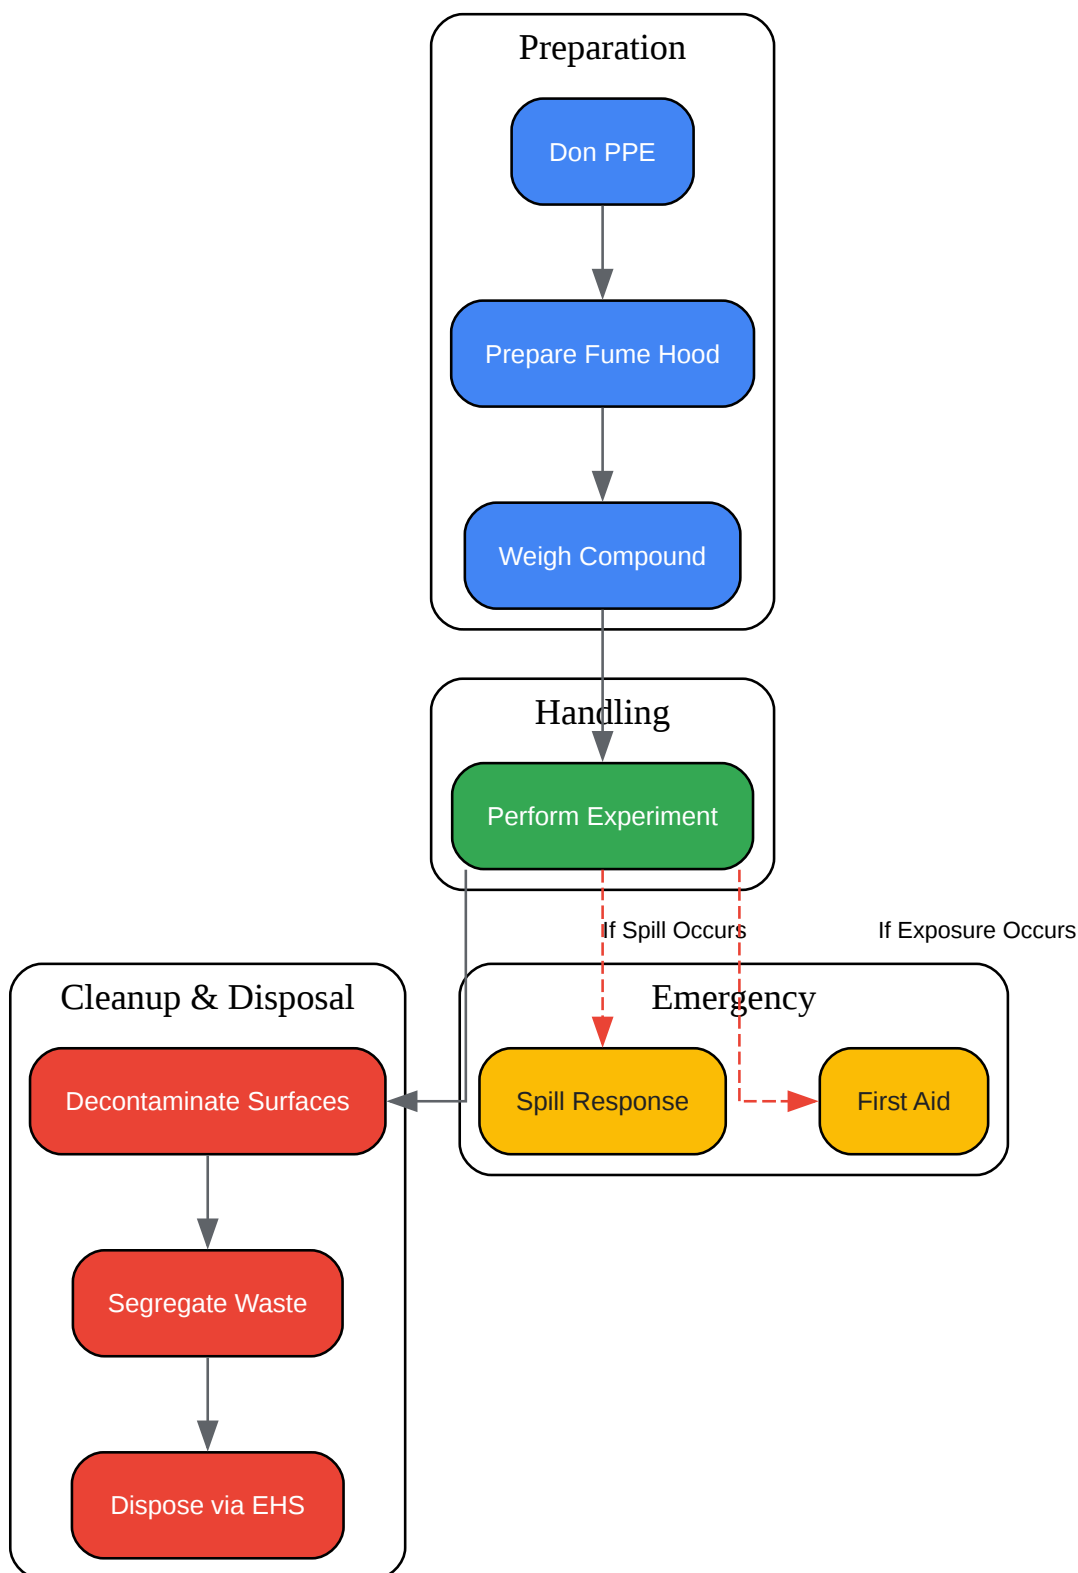 Preparation
Don PPE
Prepare Fume Hood
Weigh Compound
Handling
Perform Experiment
If Spill Occurs
If Exposure Occurs
Cleanup & Disposal
Emergency
Decontaminate Surfaces
Spill Response
First Aid
Segregate Waste
Dispose via EHS